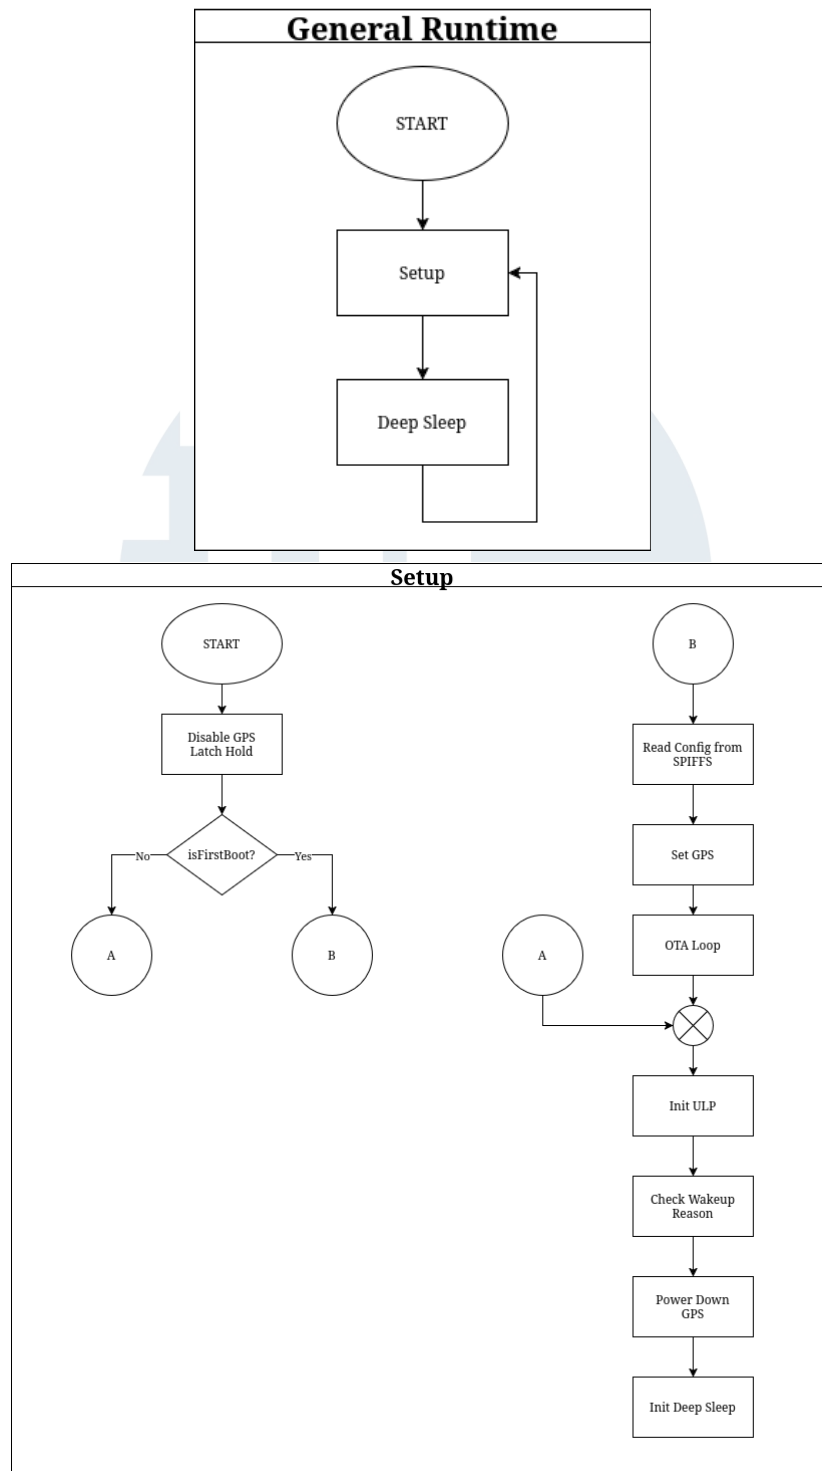 General Runtime
START
Setup
Deep Sleep
Setup
START
Disable GPS
Latch Hold
isFirstBoot?
No
Yes
A
B
B
Read Config from
SPIFFS
Set GPS
OTA Loop
A
Init ULP
Check Wakeup
Reason
Power Down
GPS
Init Deep Sleep